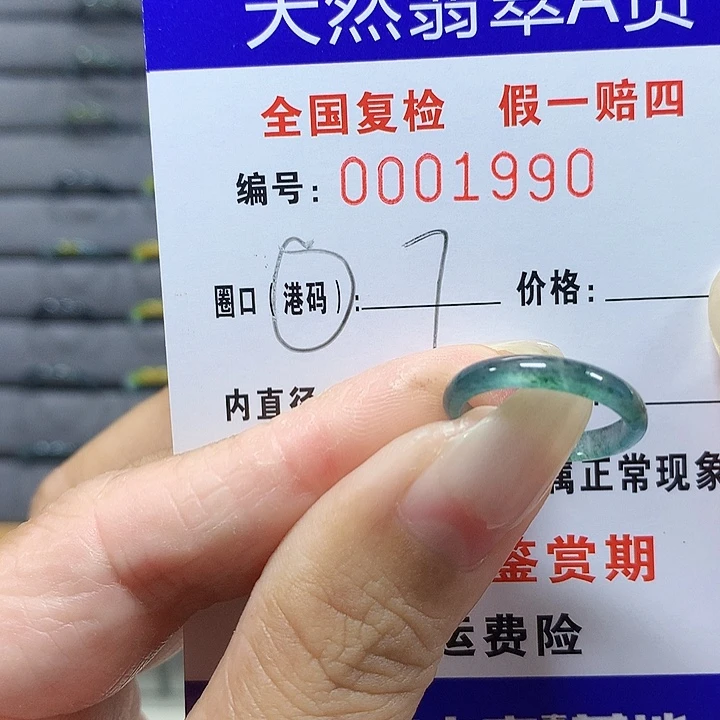 天然翡翠A货
全国复检 假一赔四
编号：0001990
圈口（港码）：7 价格：
内直径
属正常现象
鉴赏期
运费险